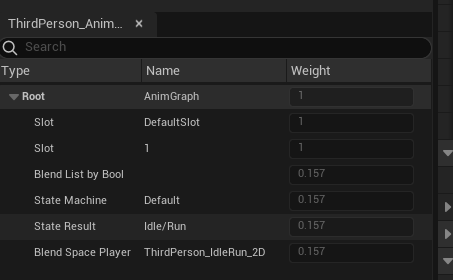 ThirdPerson_Anim...
Search
Type Name Weight
Root AnimGraph 1
Slot DefaultSlot 1
Slot 1 1
Blend List by Bool 0.157
State Machine Default 0.157
State Result Idle/Run 0.157
Blend Space Player ThirdPerson_IdleRun_2D 0.157